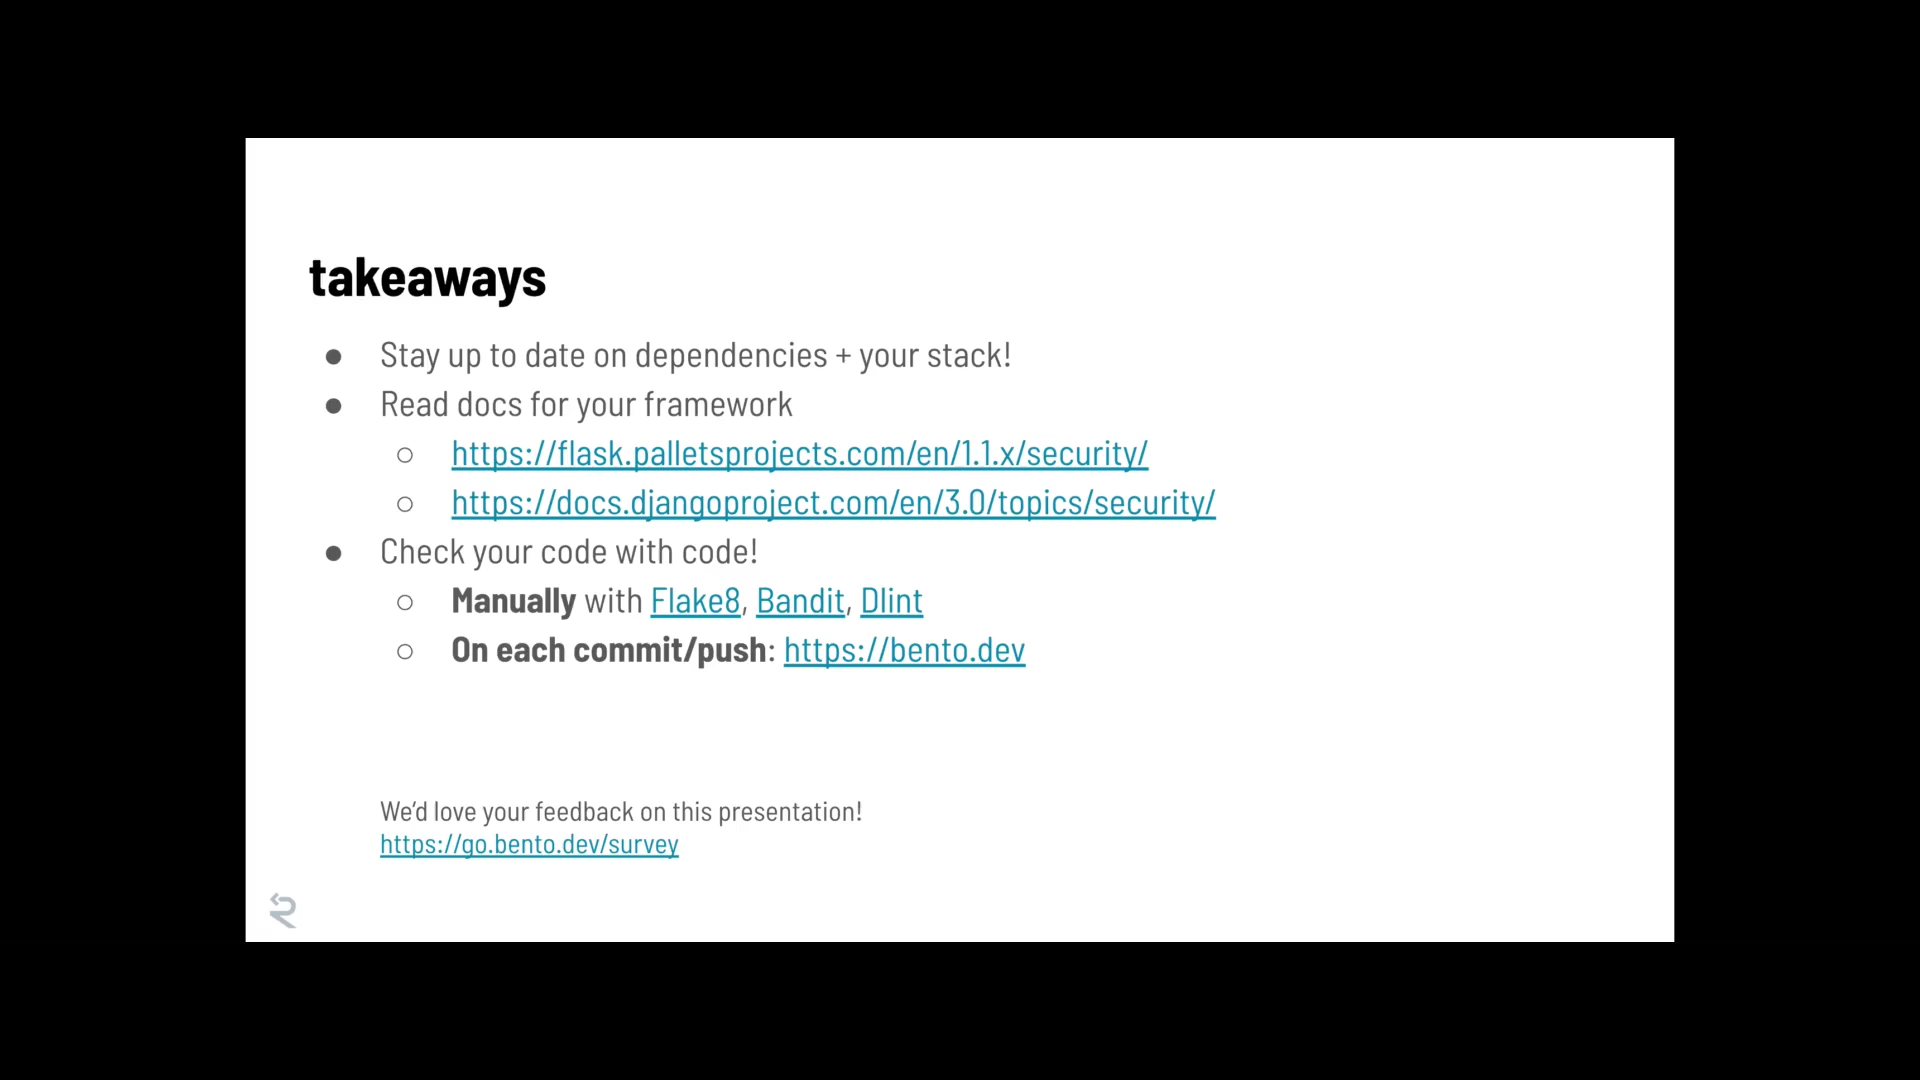 takeaways
● Stay up to date on dependencies + your stack!
● Read docs for your framework
○ https://flask.palletsprojects.com/en/1.1.x/security/
○ https://docs.djangoproject.com/en/3.0/topics/security/
● Check your code with code!
○ Manually with Flake8, Bandit, Dlint
○ On each commit/push: https://bento.dev
We’d love your feedback on this presentation!
https://go.bento.dev/survey